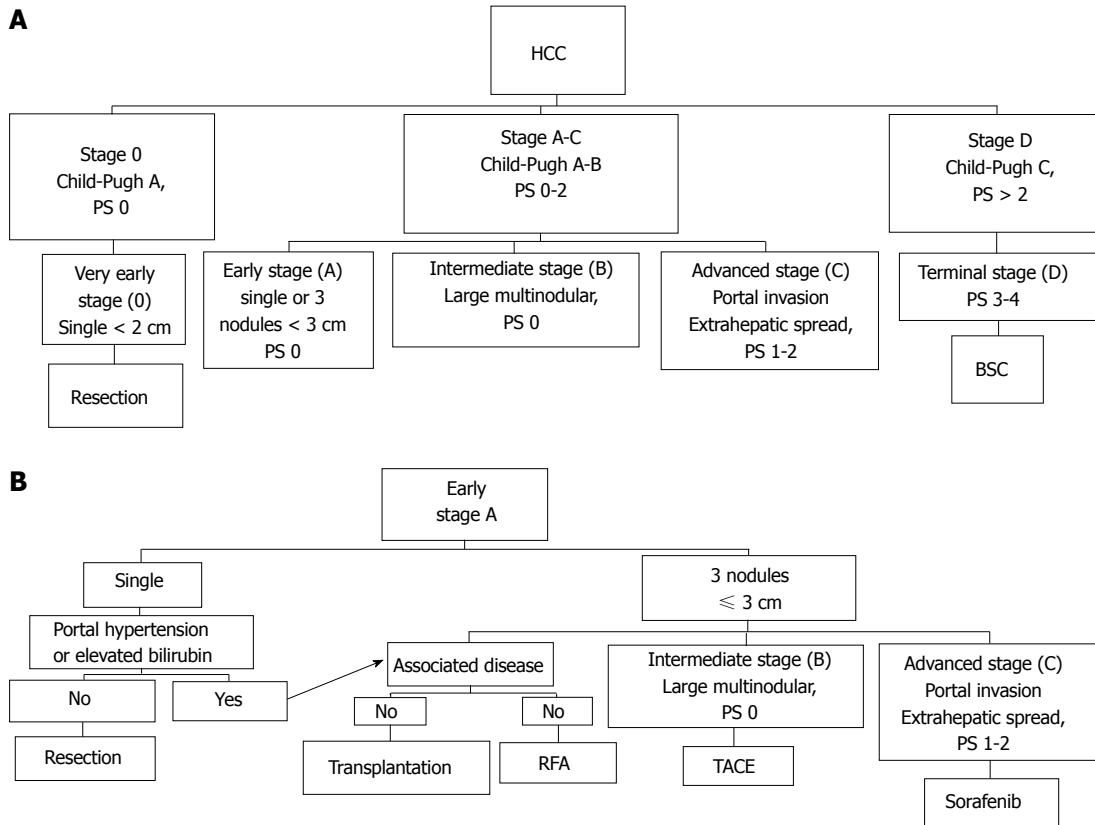 A
HCC
Stage 0
Child-Pugh A,
PS 0
Stage A-C
Child-Pugh A-B
PS 0-2
Stage D
Child-Pugh C,
PS > 2
Very early
stage (0)
Single < 2 cm
Early stage (A)
single or 3
nodules < 3 cm
PS 0
Intermediate stage (B)
Large multinodular,
PS 0
Advanced stage (C)
Portal invasion
Extrahepatic spread,
PS 1-2
Terminal stage (D)
PS 3-4
Resection
BSC
B
Early
stage A
Single
3 nodules
≤ 3 cm
Portal hypertension
or elevated bilirubin
Associated disease
Intermediate stage (B)
Large multinodular,
PS 0
Advanced stage (C)
Portal invasion
Extrahepatic spread,
PS 1-2
No
Yes
No
No
Resection
Transplantation
RFA
TACE
Sorafenib